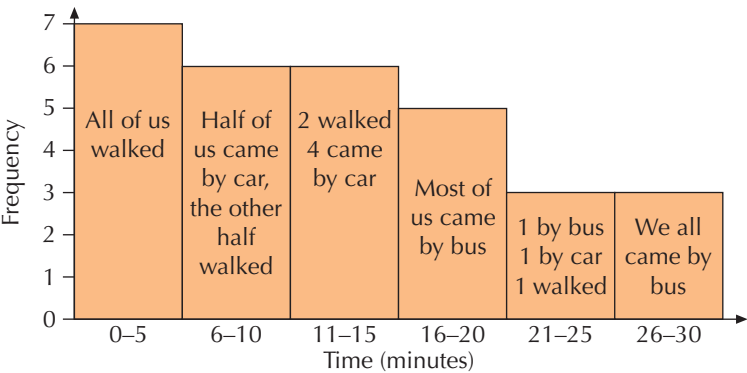 7
6
5
4
3
2
1
0
Frequency
All of us
walked
Half of
us came
by car,
the other
half
walked
2 walked
4 came
by car
Most of
us came
by bus
1 by bus
1 by car
1 walked
We all
came by
bus
0–5 6–10 11–15 16–20 21–25 26–30
Time (minutes)